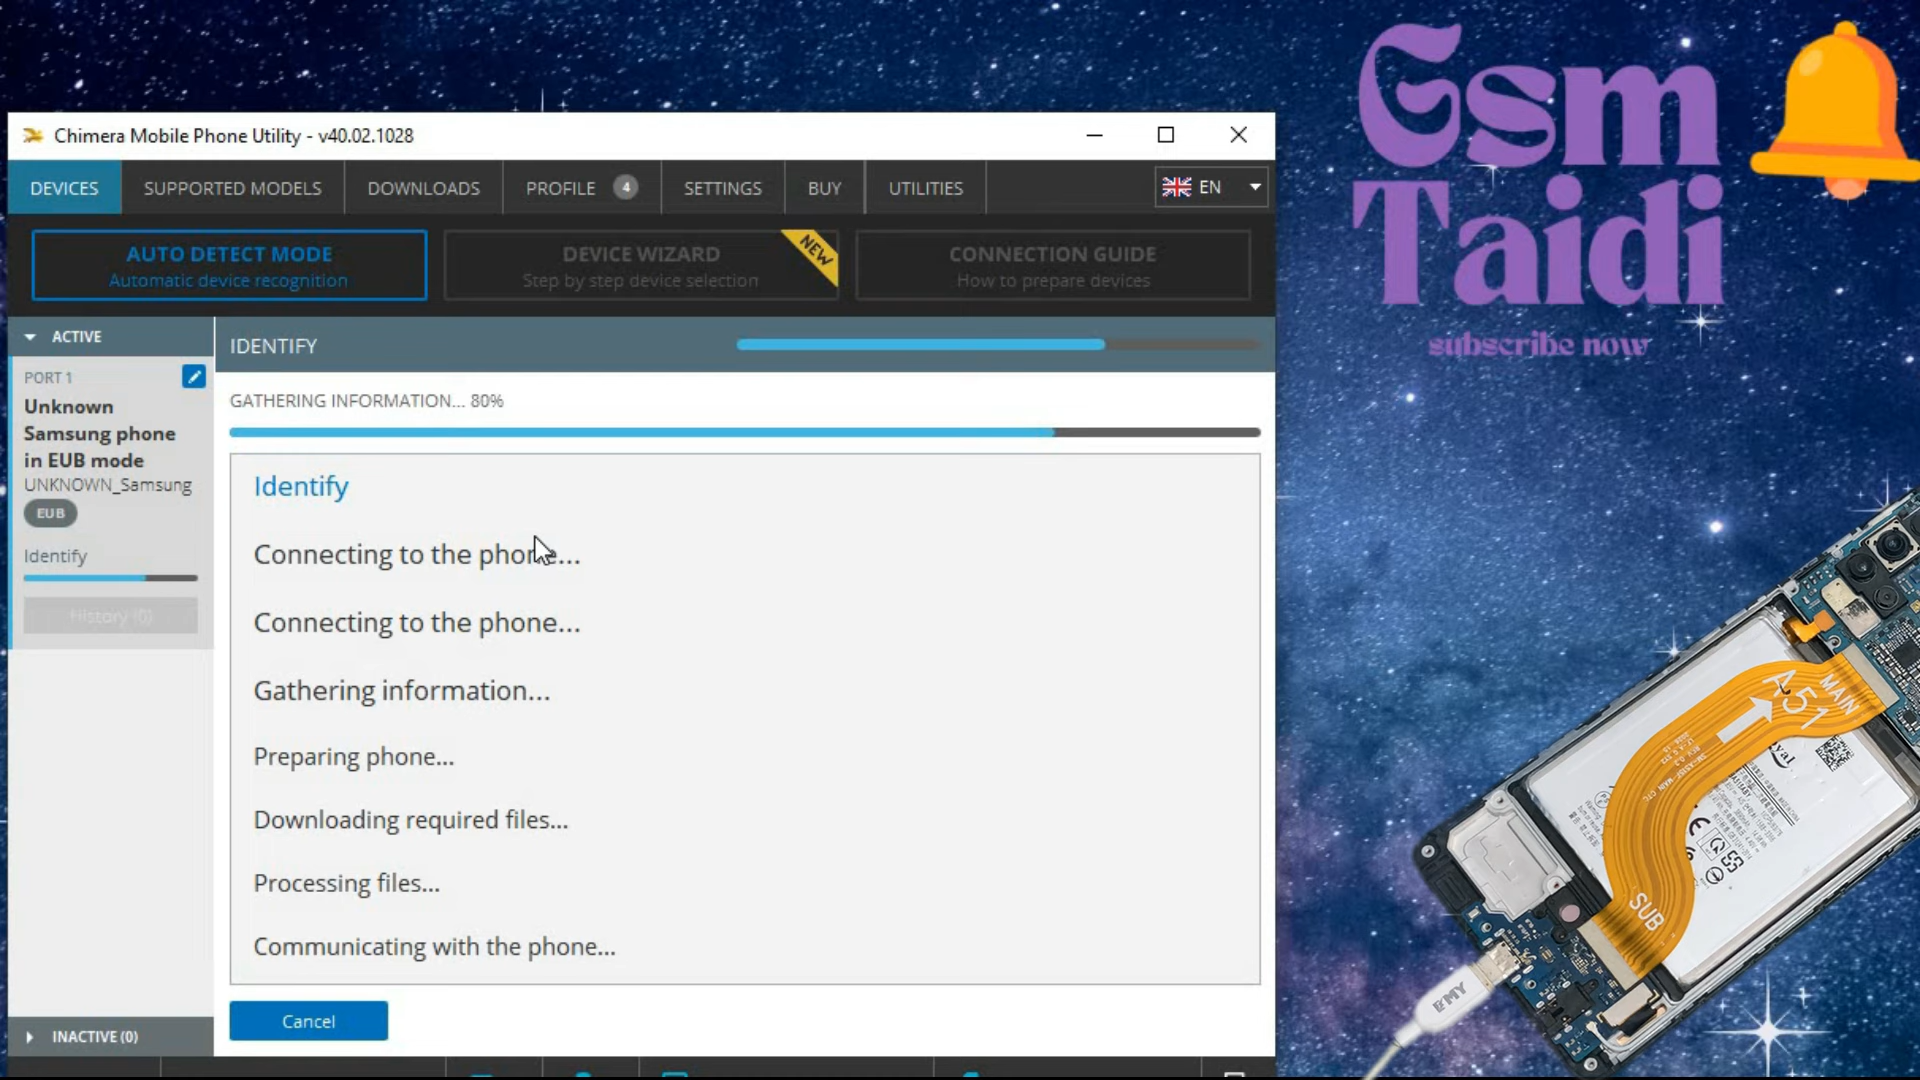 Gsm
Taidi
subscribe now
Chimera Mobile Phone Utility - v40.02.1028
DEVICES
SUPPORTED MODELS
DOWNLOADS
PROFILE 4
SETTINGS
BUY
UTILITIES
EN
AUTO DETECT MODE
Automatic device recognition
DEVICE WIZARD
Step by step device selection
NEW
CONNECTION GUIDE
How to prepare devices
ACTIVE
PORT 1
Unknown
Samsung phone
in EUB mode
UNKNOWN_Samsung
EUB
Identify
History (0)
INACTIVE (0)
IDENTIFY
GATHERING INFORMATION... 80%
Identify
Connecting to the phone...
Connecting to the phone...
Gathering information...
Preparing phone...
Downloading required files...
Processing files...
Communicating with the phone...
Cancel
MAIN
A51
SUB
EMY